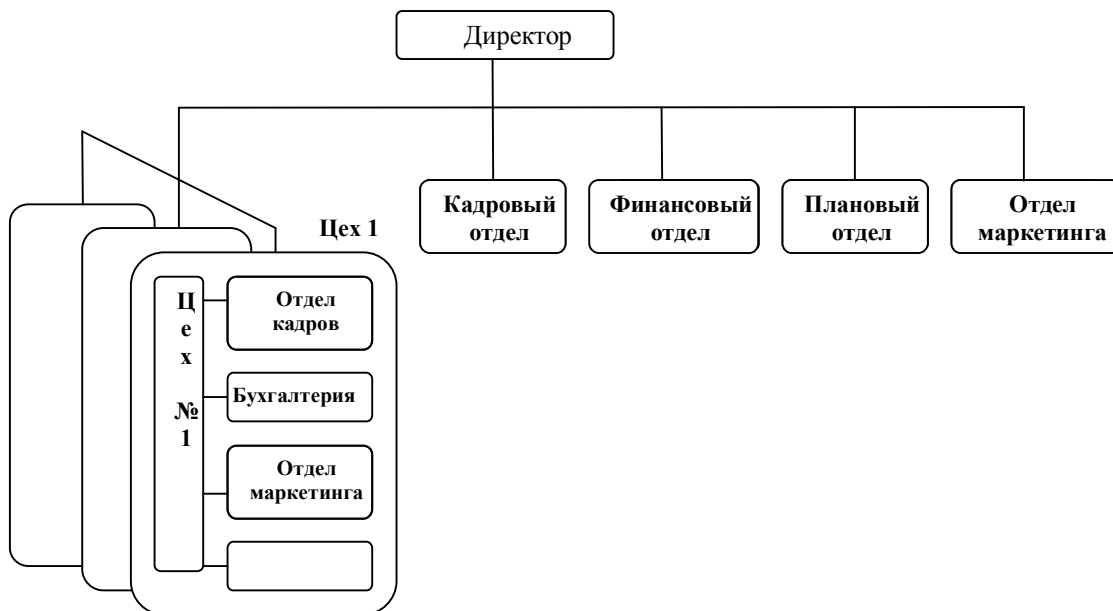 Директор
Кадровый
отдел
Финансовый
отдел
Плановый
отдел
Отдел
маркетинга
Цех 1
Ц
е
х
№
1
Отдел
кадров
Бухгалтерия
Отдел
маркетинга